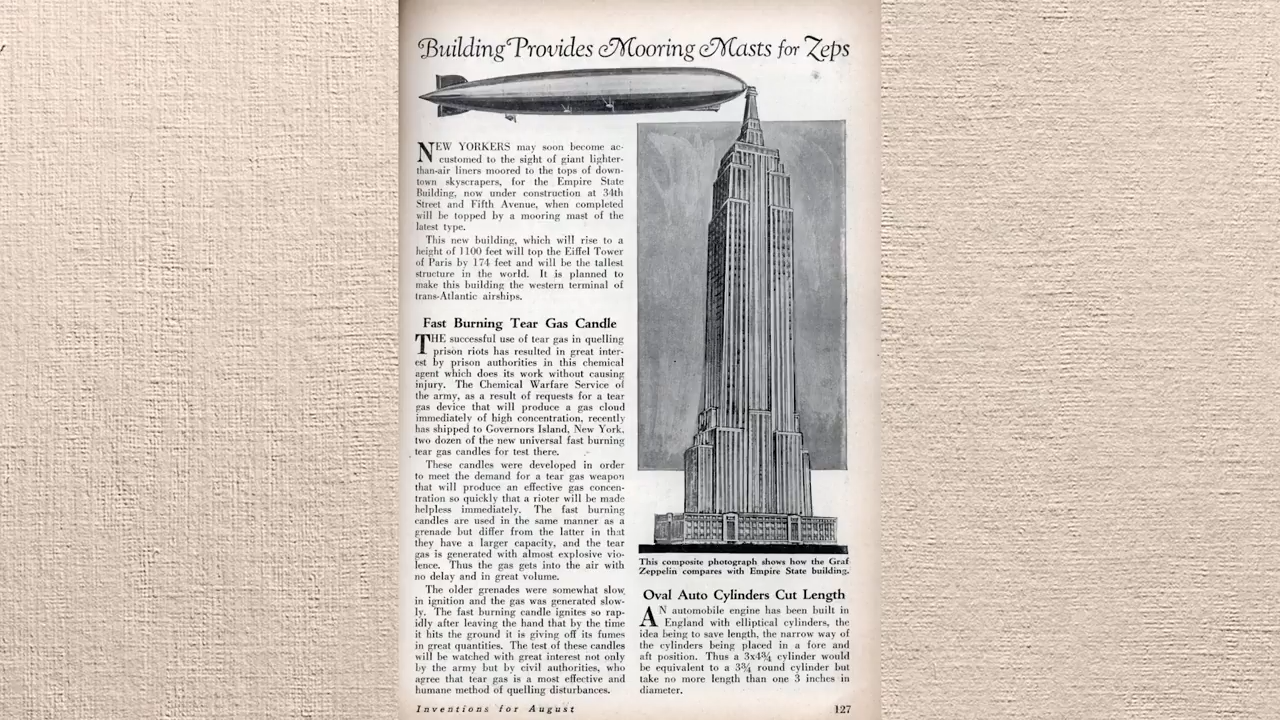 Building Provides Mooring Masts for Zeps
NEW YORKERS may soon become ac-
customed to the sight of giant lighter-
than-air liners moored to the tops of down-
town skyscrapers, for the Empire State
Building, now under construction at 34th
Street and Fifth Avenue, when completed
will be topped by a mooring mast of the
latest type.
This new building, which will rise to a
height of 1100 feet will top the Eiffel Tower
of Paris by 174 feet and will be the tallest
structure in the world. It is planned to
make this building the western terminal of
trans-Atlantic airships.
Fast Burning Tear Gas Candle
THE successful use of tear gas in quelling
prison riots has resulted in great inter-
est by prison authorities in this chemical
agent which does its work without causing
injury. The Chemical Warfare Service of
the army, as a result of requests for a tear
gas device that will produce a gas cloud
immediately of high concentration, recently
has shipped to Governors Island, New York,
two dozen of the new universal fast burning
tear gas candles for test there.
These candles were developed in order
to meet the demand for a tear gas weapon
that will produce an effective gas concen-
tration so quickly that a rioter will be made
helpless immediately. The fast burning
candles are used in the same manner as a
grenade but differ from the latter in that
they have a larger capacity, and the tear
gas is generated with almost explosive vio-
lence. Thus the gas gets into the air with
no delay and in great volume.
The older grenades were somewhat slow
in ignition and the gas was generated slow-
ly. The fast burning candle ignites so rap-
idly after leaving the hand that by the time
it hits the ground it is giving off its fumes
in great quantities. The test of these candles
will be watched with great interest not only
by the army but by civil authorities, who
agree that tear gas is a most effective and
humane method of quelling disturbances.
This composite photograph shows how the Graf
Zeppelin compares with Empire State building.
Oval Auto Cylinders Cut Length
AN automobile engine has been built in
England with elliptical cylinders, the
idea being to save length, the narrow way of
the cylinders being placed in a fore and
aft position. Thus a 3x4¾ cylinder would
be equivalent to a 3¾ round cylinder but
take no more length than one 3 inches in
diameter.
Inventions for August
127